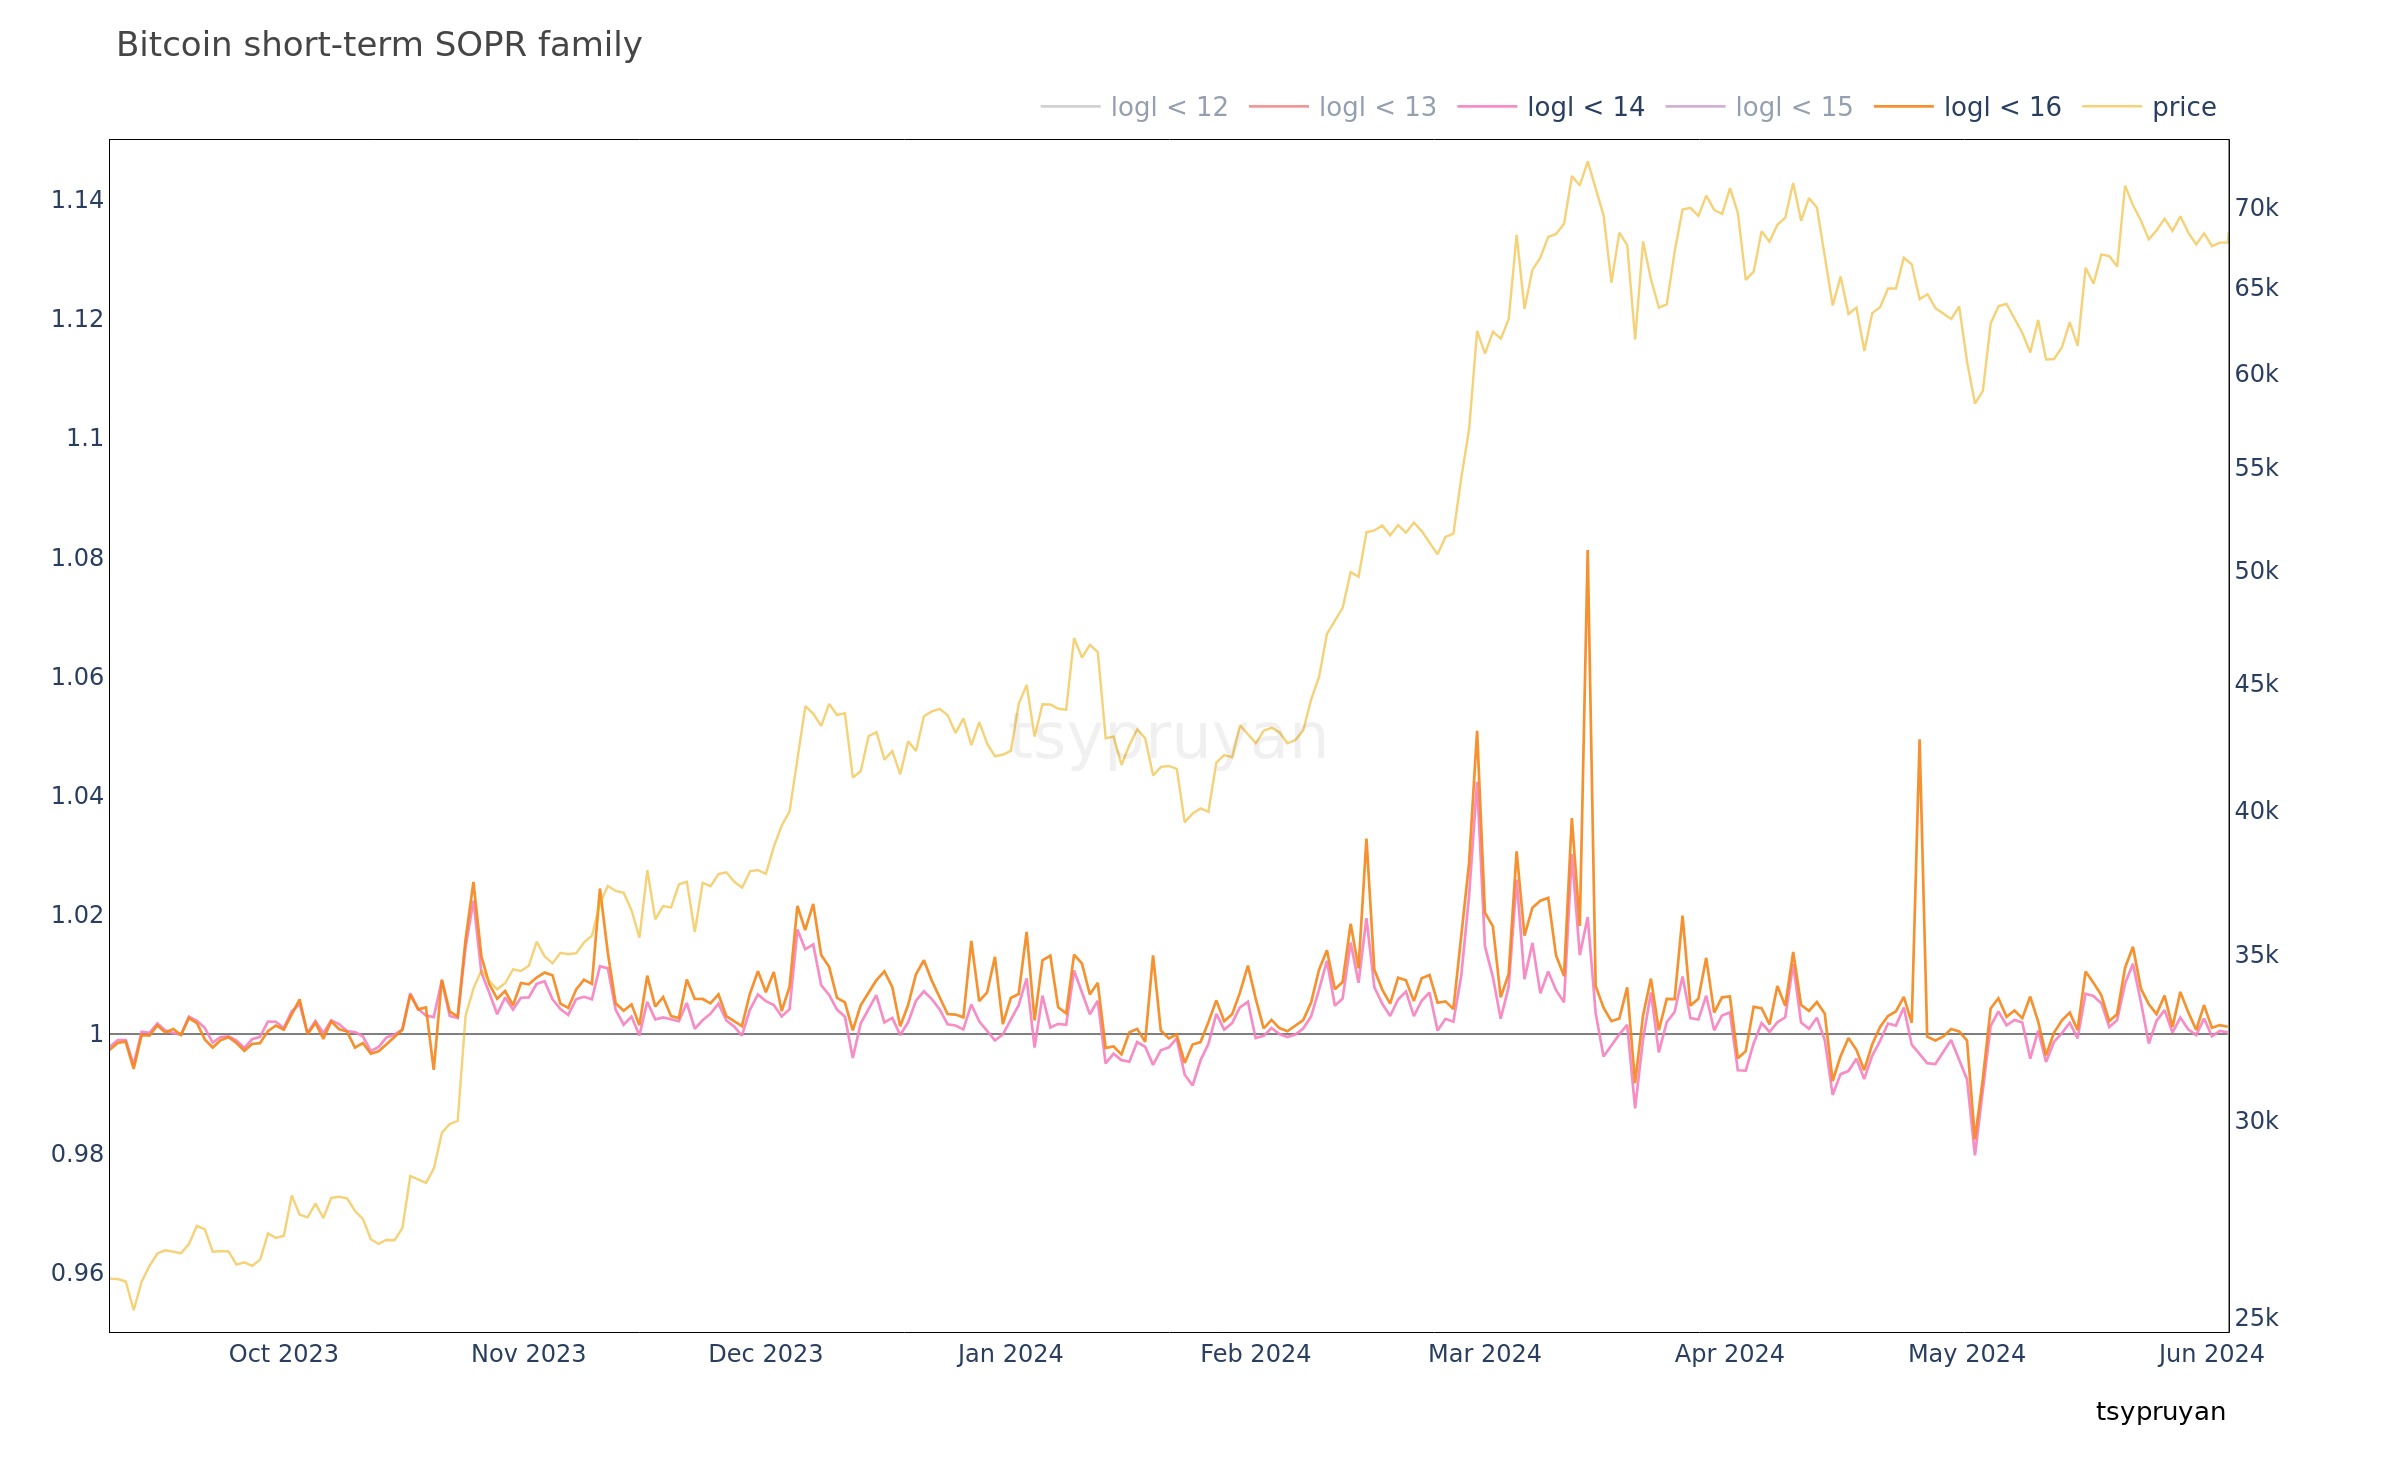 Bitcoin short-term SOPR family
logl < 12 logl < 13 logl < 14 logl < 15 logl < 16 price
1.14
1.12
1.1
1.08
1.06
1.04
1.02
1
0.98
0.96
70k
65k
60k
55k
50k
45k
40k
35k
30k
25k
tsypruyan
Oct 2023 Nov 2023 Dec 2023 Jan 2024 Feb 2024 Mar 2024 Apr 2024 May 2024 Jun 2024
tsypruyan